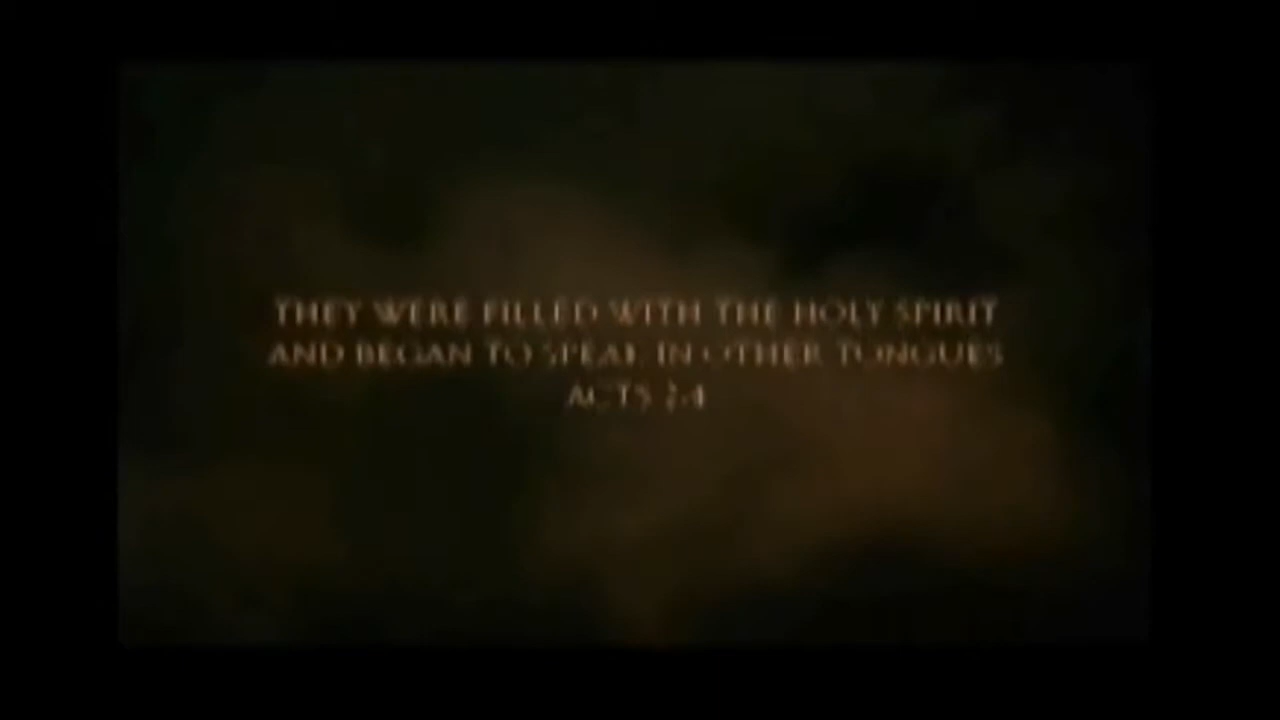 THEY WERE FILLED WITH THE HOLY SPIRIT
AND BEGAN TO SPEAK IN OTHER TONGUES
ACTS 2:4